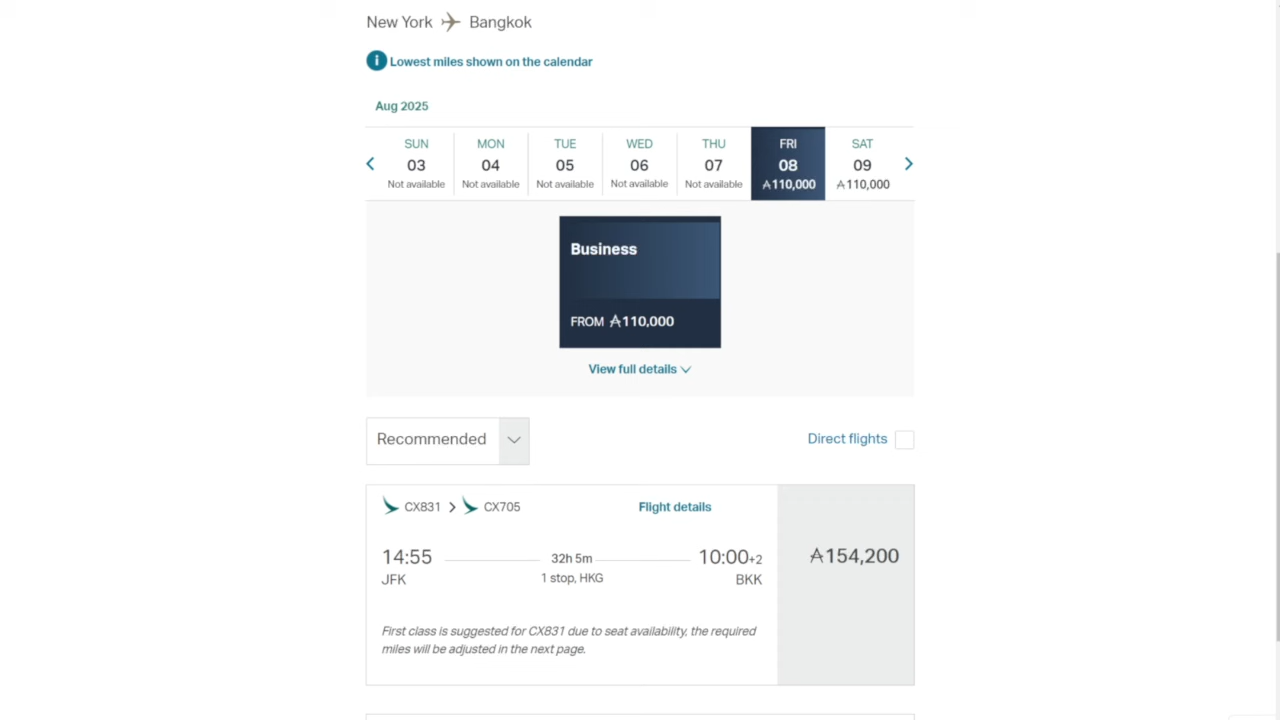 New York Bangkok
i Lowest miles shown on the calendar
Aug 2025
SUN MON TUE WED THU FRI SAT
03 04 05 06 07 08 09
Not available Not available Not available Not available Not available 110,000 110,000
Business
FROM 110,000
View full details
Recommended Direct flights
CX831 > CX705 Flight details
14:55 32h 5m 10:00+2 154,200
JFK 1 stop, HKG BKK
First class is suggested for CX831 due to seat availability, the required
miles will be adjusted in the next page.